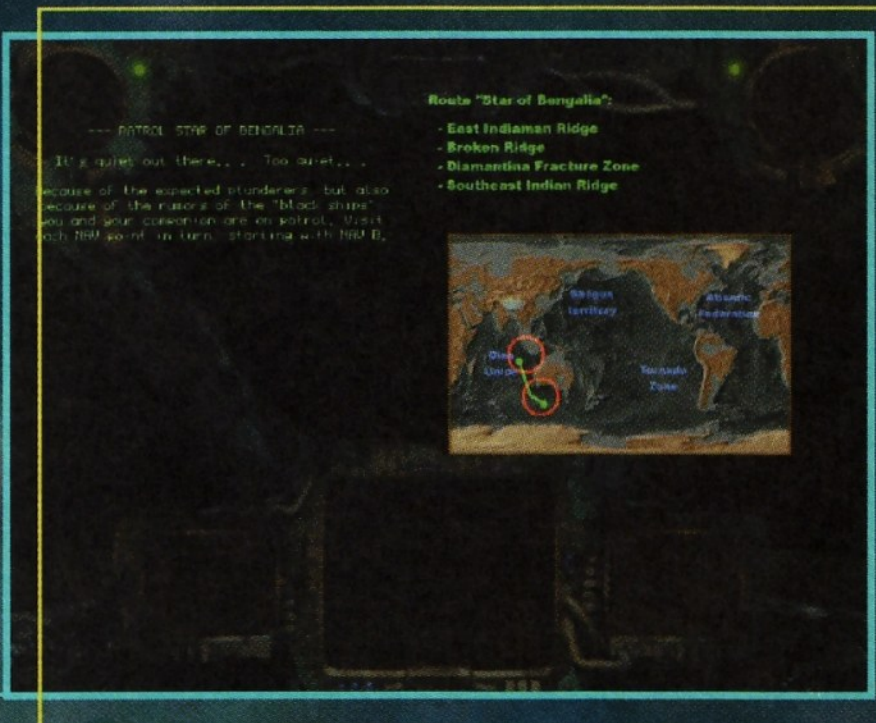 --- PATROL STAR OF BENGALIA ---
It's quiet out there... Too quiet...
Because of the expected plunderers, but also
because of the rumors of the "black ships"
you and your companion are on patrol. Visit
each NAV point in turn, starting with NAV B.
Route "Star of Bengalia":
- East Indiaman Ridge
- Broken Ridge
- Diamantina Fracture Zone
- Southeast Indian Ridge
Shogun
Territory
Atlantic
Federation
Union
Tornado
Zone